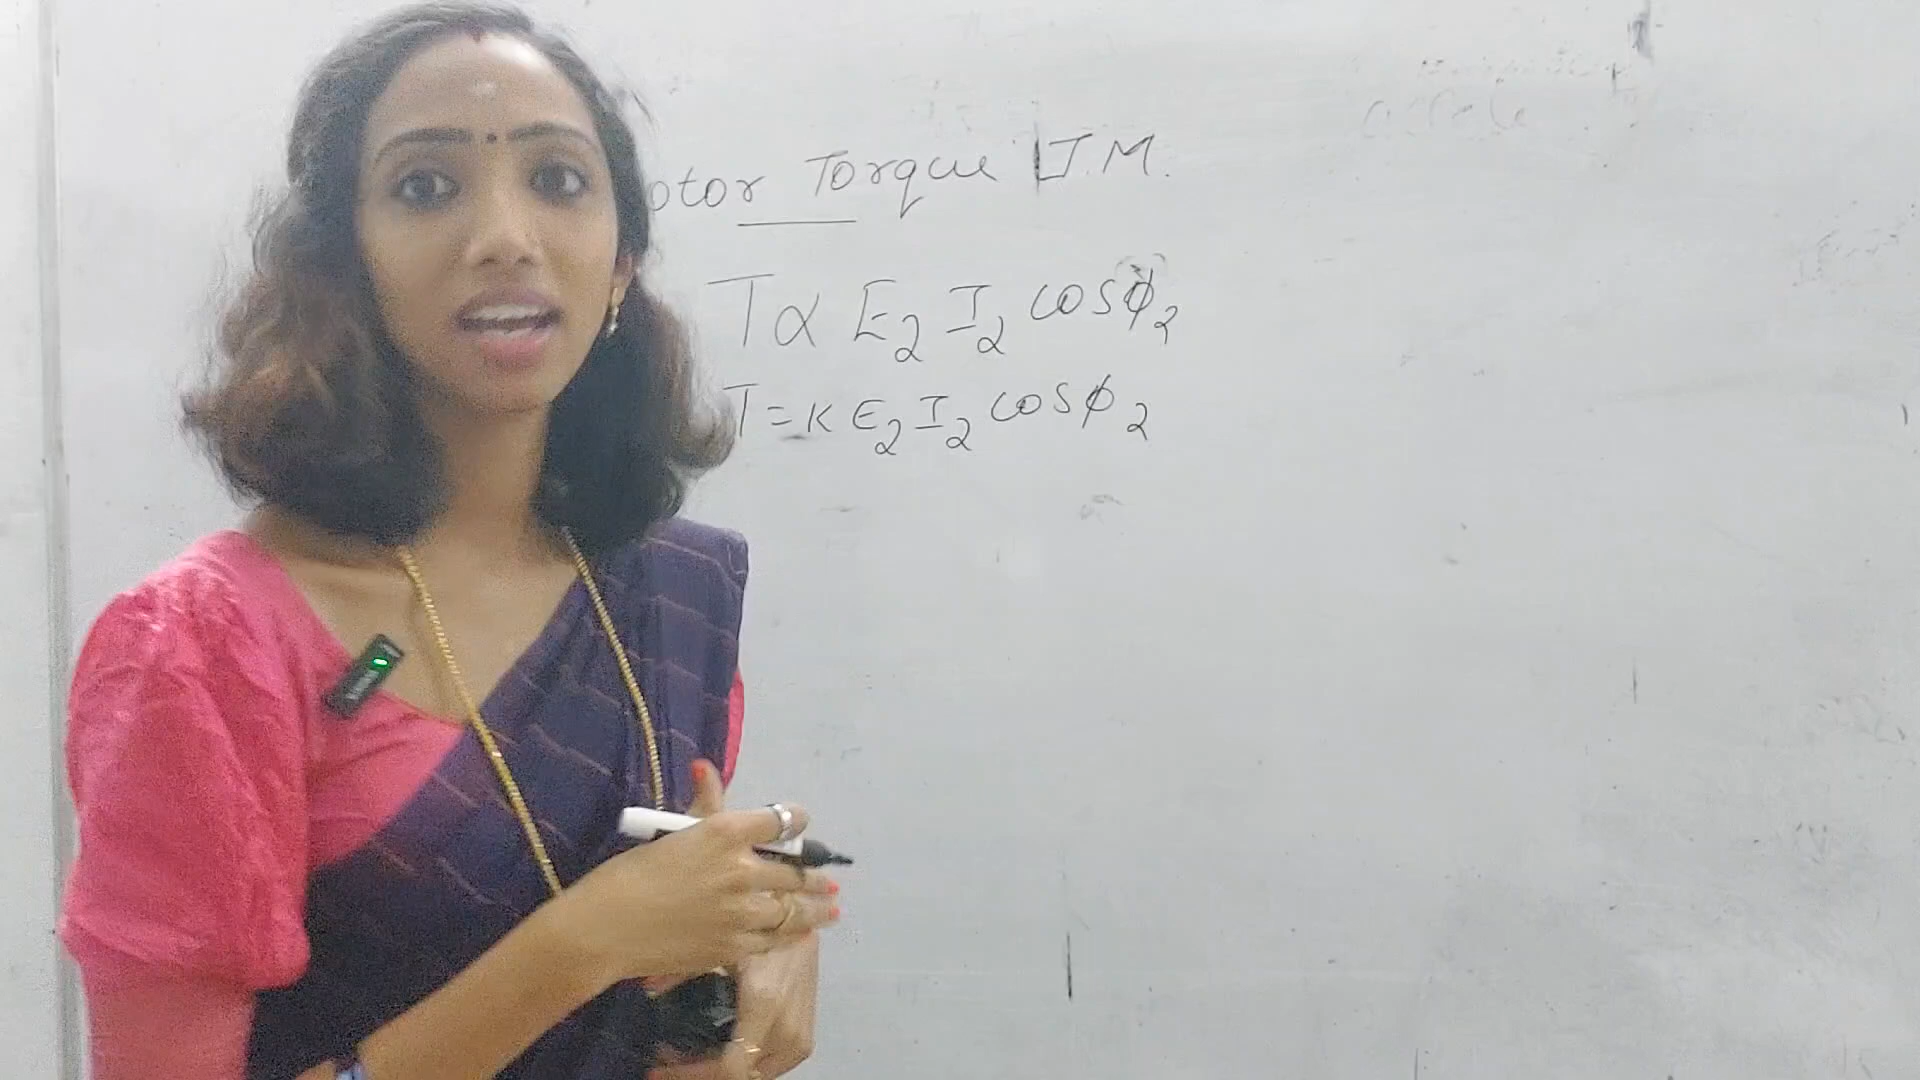 otor Torque I.M.
T α E₂ I₂ cosϕ₂
T = K E₂ I₂ cosϕ₂